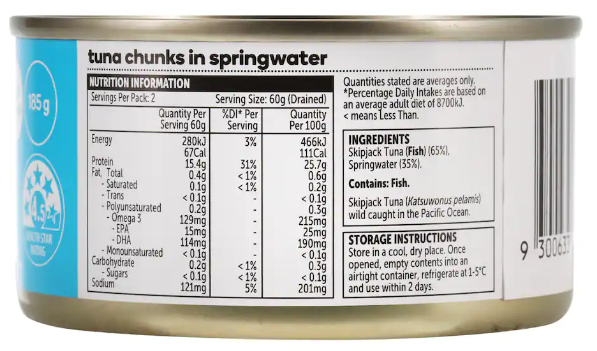 tuna chunks in springwater
185 g
4.5
HEALTH STAR
RATING
NUTRITION INFORMATION
Servings Per Pack: 2 Serving Size: 60g (Drained)
Quantity Per Serving 60g %DI* Per Serving Quantity Per 100g
Energy 280kJ 3% 466kJ
67Cal 111Cal
Protein 15.4g 31% 25.7g
Fat, Total 0.4g <1% 0.6g
- Saturated 0.1g <1% 0.2g
- Trans <0.1g - <0.1g
- Polyunsaturated 0.2g - 0.3g
- Omega 3 129mg - 215mg
- EPA 15mg - 25mg
- DHA 114mg - 190mg
- Monounsaturated <0.1g - <0.1g
Carbohydrate 0.2g <1% 0.3g
- Sugars <0.1g <1% <0.1g
Sodium 121mg 5% 201mg
Quantities stated are averages only.
*Percentage Daily Intakes are based on
an average adult diet of 8700kJ.
< means Less Than.
INGREDIENTS
Skipjack Tuna (Fish) (65%),
Springwater (35%).
Contains: Fish.
Skipjack Tuna (Katsuwonus pelamis)
wild caught in the Pacific Ocean.
STORAGE INSTRUCTIONS
Store in a cool, dry place. Once
opened, empty contents into an
airtight container, refrigerate at 1-5°C
and use within 2 days.
9 300633